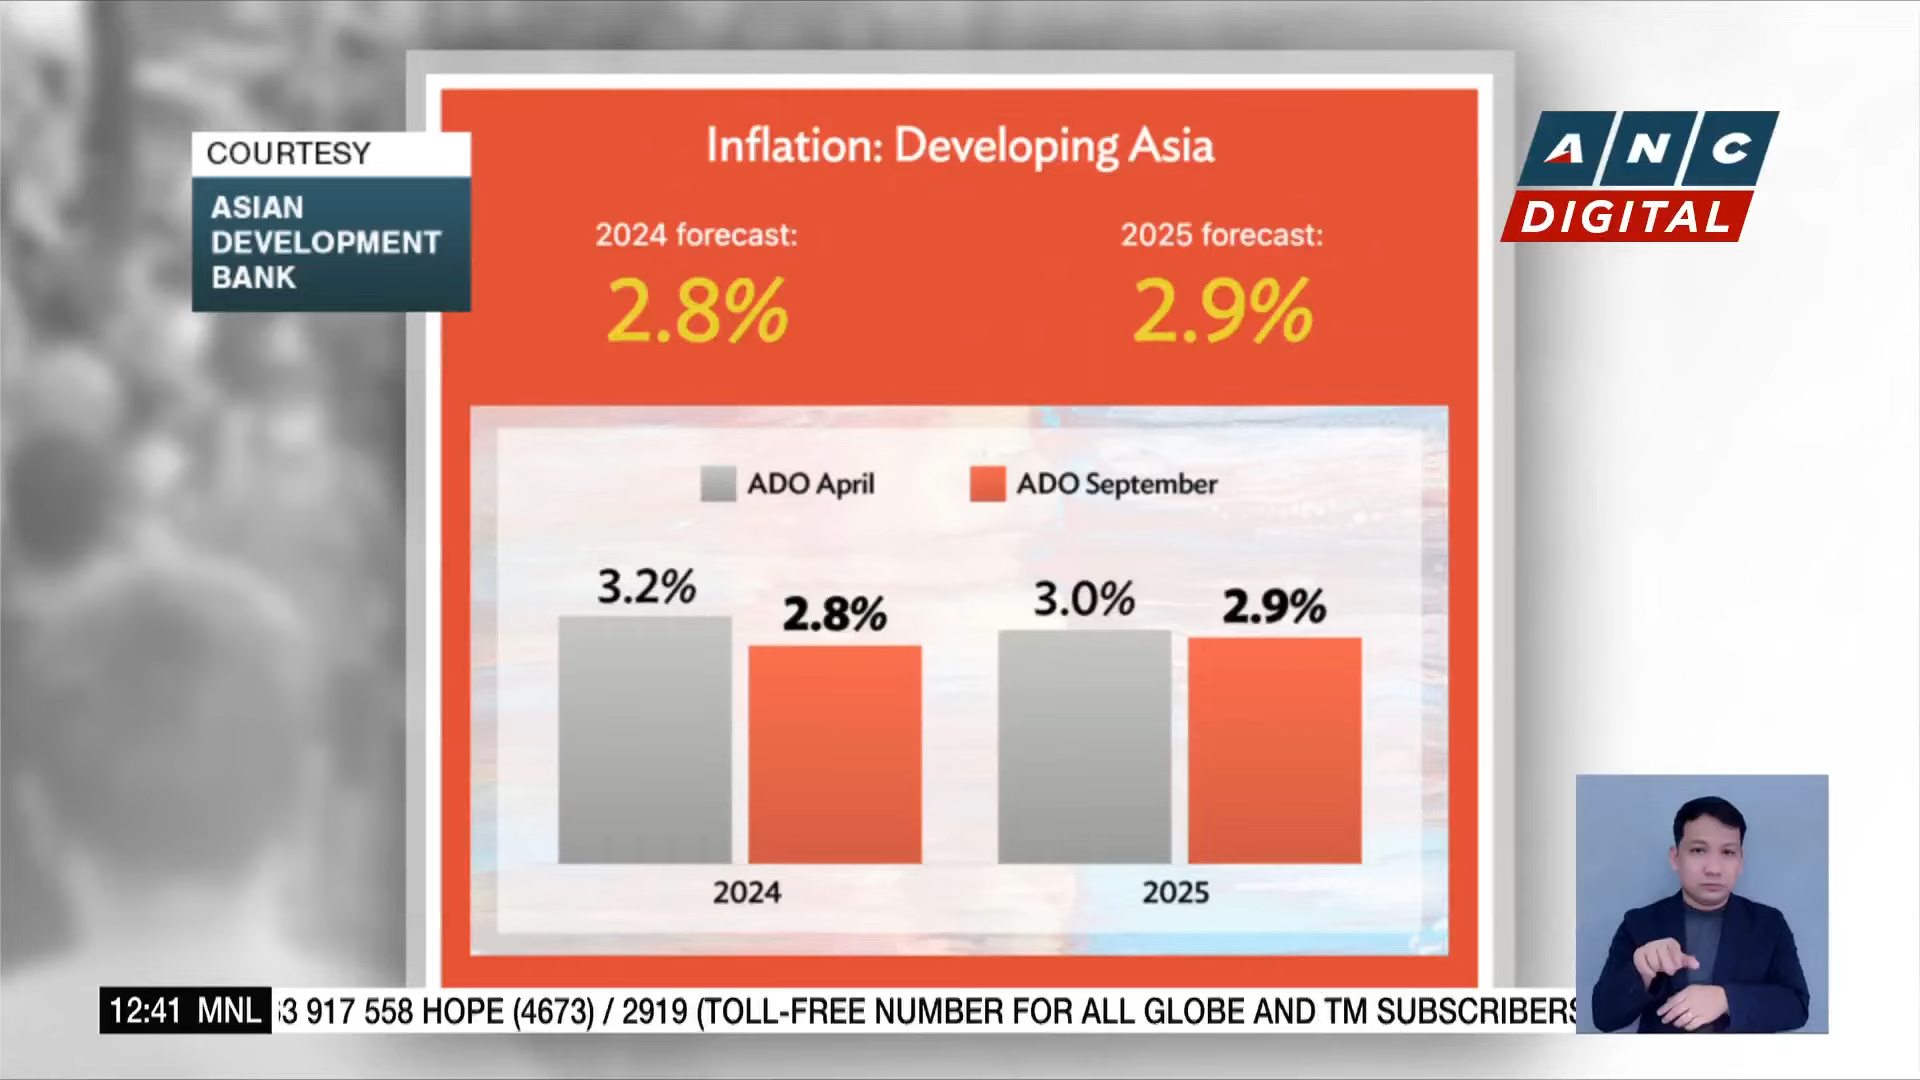 COURTESY
ASIAN
DEVELOPMENT
BANK
ANC
DIGITAL
Inflation: Developing Asia
2024 forecast:
2.8%
2025 forecast:
2.9%
ADO April
ADO September
3.2%
2.8%
3.0%
2.9%
2024
2025
12:41 MNL
917 558 HOPE (4673) / 2919 (TOLL-FREE NUMBER FOR ALL GLOBE AND TM SUBSCRIBERS